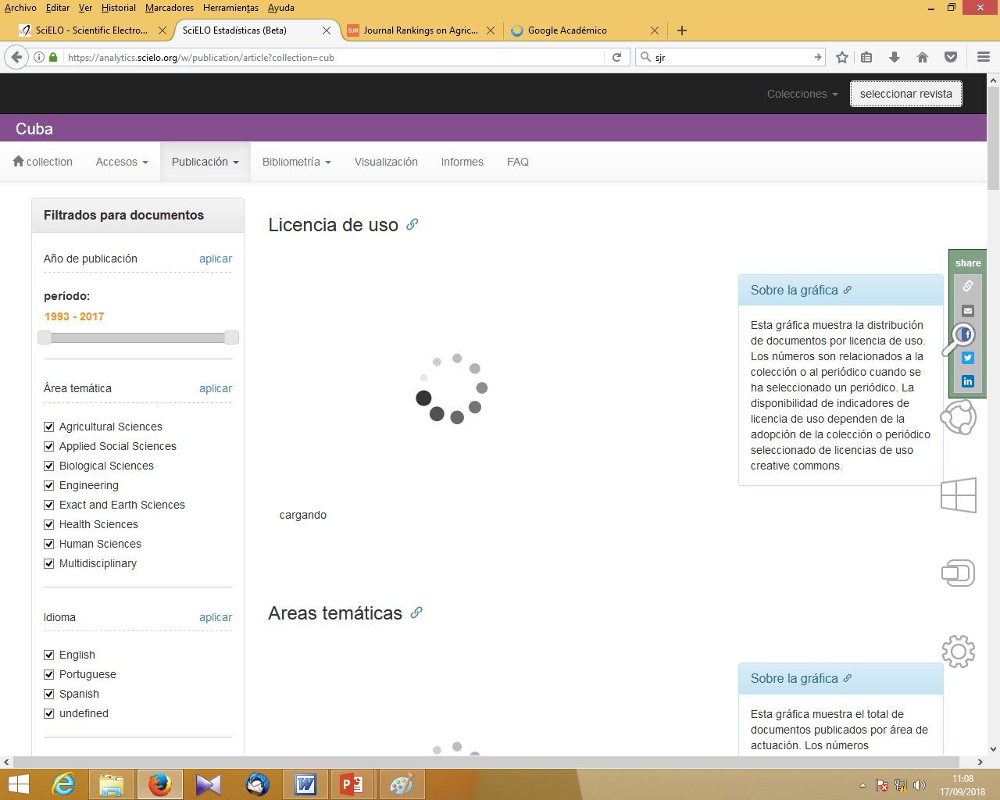 Archivo Editar Ver Historial Marcadores Herramientas Ayuda
SciELO - Scientific Electro...
SciELO Estadísticas (Beta)
SJR Journal Rankings on Agric...
Google Académico
https://analytics.scielo.org/w/publication/article?collection=cub
sjr
Colecciones
seleccionar revista
Cuba
collection
Accesos
Publicación
Bibliometría
Visualización
Informes
FAQ
Filtrados para documentos
Año de publicación aplicar
período:
1993 - 2017
Área temática aplicar
Agricultural Sciences
Applied Social Sciences
Biological Sciences
Engineering
Exact and Earth Sciences
Health Sciences
Human Sciences
Multidisciplinary
Idioma aplicar
English
Portuguese
Spanish
undefined
Licencia de uso
cargando
Sobre la gráfica
Esta gráfica muestra la distribución
de documentos por licencia de uso.
Los números son relacionados a la
colección o al periódico cuando se
ha seleccionado un periódico. La
disponibilidad de indicadores de
licencia de uso dependen de la
adopción de la colección o periódico
seleccionado de licencias de uso
creative commons.
share
Areas temáticas
Sobre la gráfica
Esta gráfica muestra el total de
documentos publicados por área de
actuación. Los números
11:08
17/09/2018